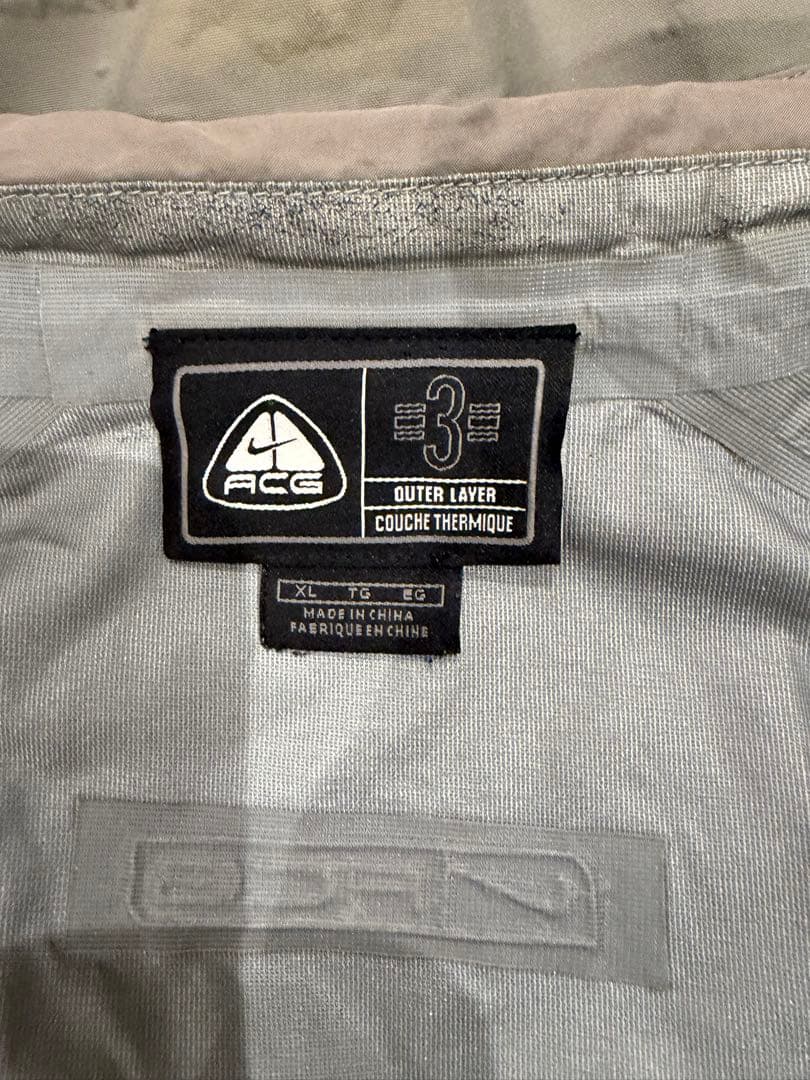 ACG
3
OUTER LAYER
COUCHE THERMIQUE
XL TG EG
MADE IN CHINA
FABRIQUE EN CHINE